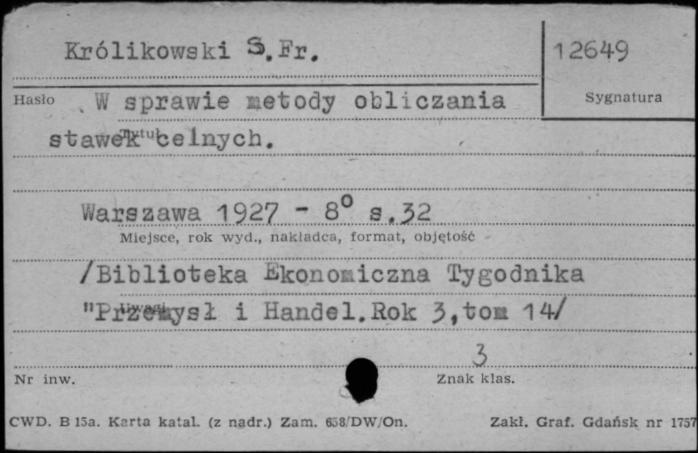 Królikowski S.Fr.
12649
Hasło
W sprawie metody obliczania
Sygnatura
stawek celnych.
Tytuł
Warszawa 1927 - 8° s.32
Miejsce, rok wyd., nakładca, format, objętość
/Biblioteka Ekonomiczna Tygodnika
"Przemysł i Handel.Rok 3,tom 14/
3
Nr inw.
Znak klas.
CWD. B 15a. Karta katal. (z nadr.) Zam. 658/DW/On.
Zakł. Graf. Gdańsk nr 1757